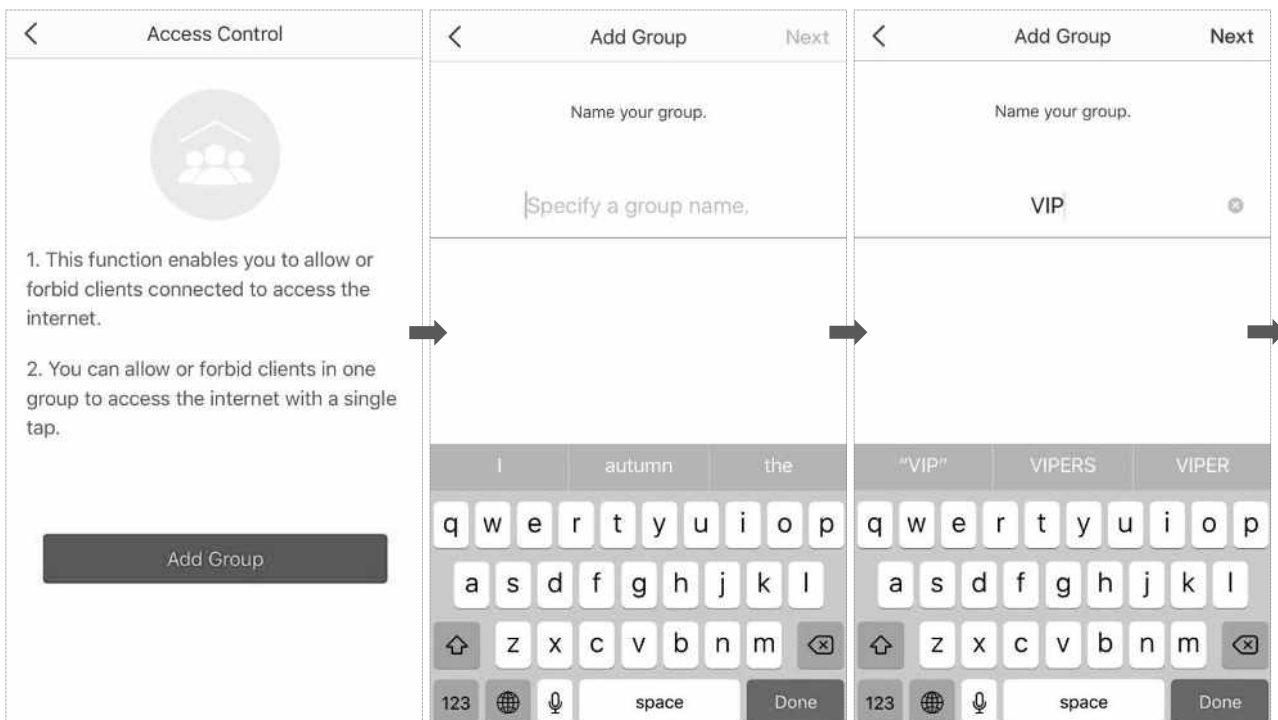 Access Control
1. This function enables you to allow or
forbid clients connected to access the
internet.
2. You can allow or forbid clients in one
group to access the internet with a single
tap.
Add Group
Add Group Next
Name your group.
Specify a group name.
I autumn the
q w e r t y u i o p
a s d f g h j k l
z x c v b n m
123 space Done
Add Group Next
Name your group.
VIP
“VIP” VIPERS VIPER
q w e r t y u i o p
a s d f g h j k l
z x c v b n m
123 space Done